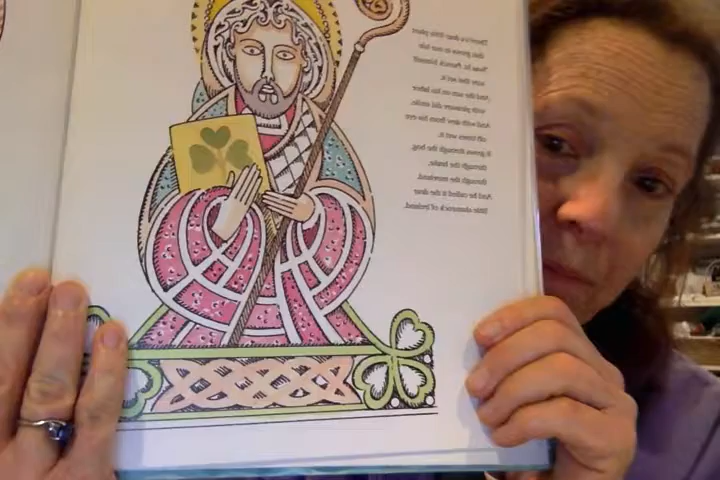 There's a dear little plant
that grows in our isle
'Twas St. Patrick himself
sure that set it,
And the sun on his labor
with pleasure did smile,
And with dew from his eye
oft times wet it.
It grows through the bog,
through the brake,
through the mireland,
And he called it the dear
little shamrock of Ireland.